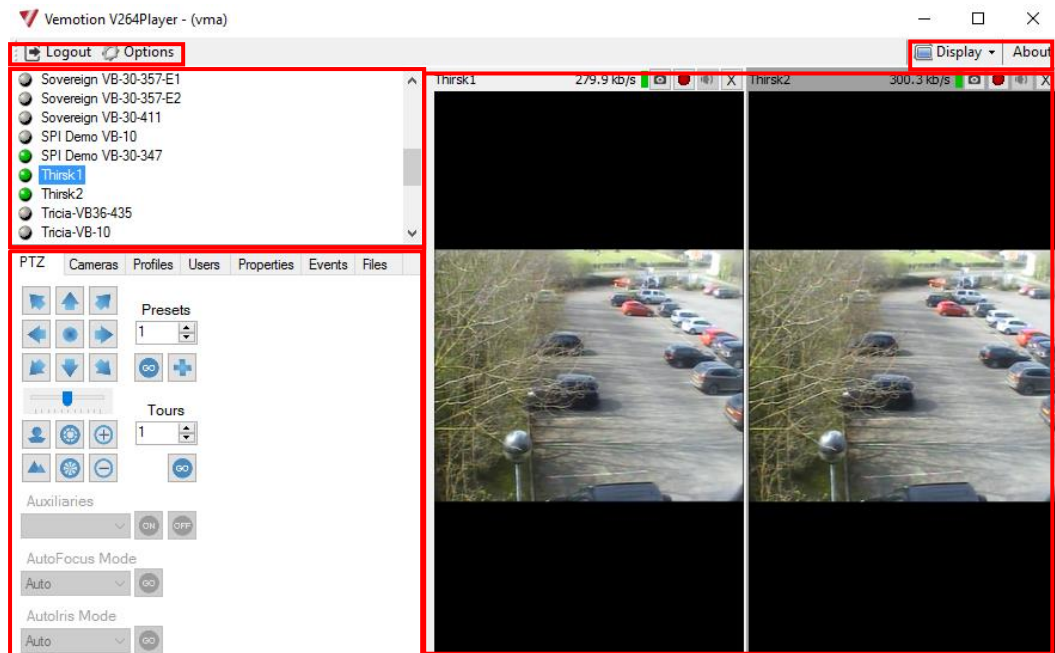 Vemotion V264Player - (vma)
Logout Options Display About
Sovereign VB-30-357-E1
Sovereign VB-30-357-E2
Sovereign VB-30-411
SPI Demo VB-10
SPI Demo VB-30-347
Thirsk1
Thirsk2
Tricia-VB36-435
Tricia-VB-10
Thirsk1 279.9 kb/s X Thirsk2 300.3 kb/s X
PTZ Cameras Profiles Users Properties Events Files
Presets
1
GO
Tours
1
GO
Auxiliaries
ON OFF
AutoFocus Mode
Auto GO
AutoIris Mode
Auto GO